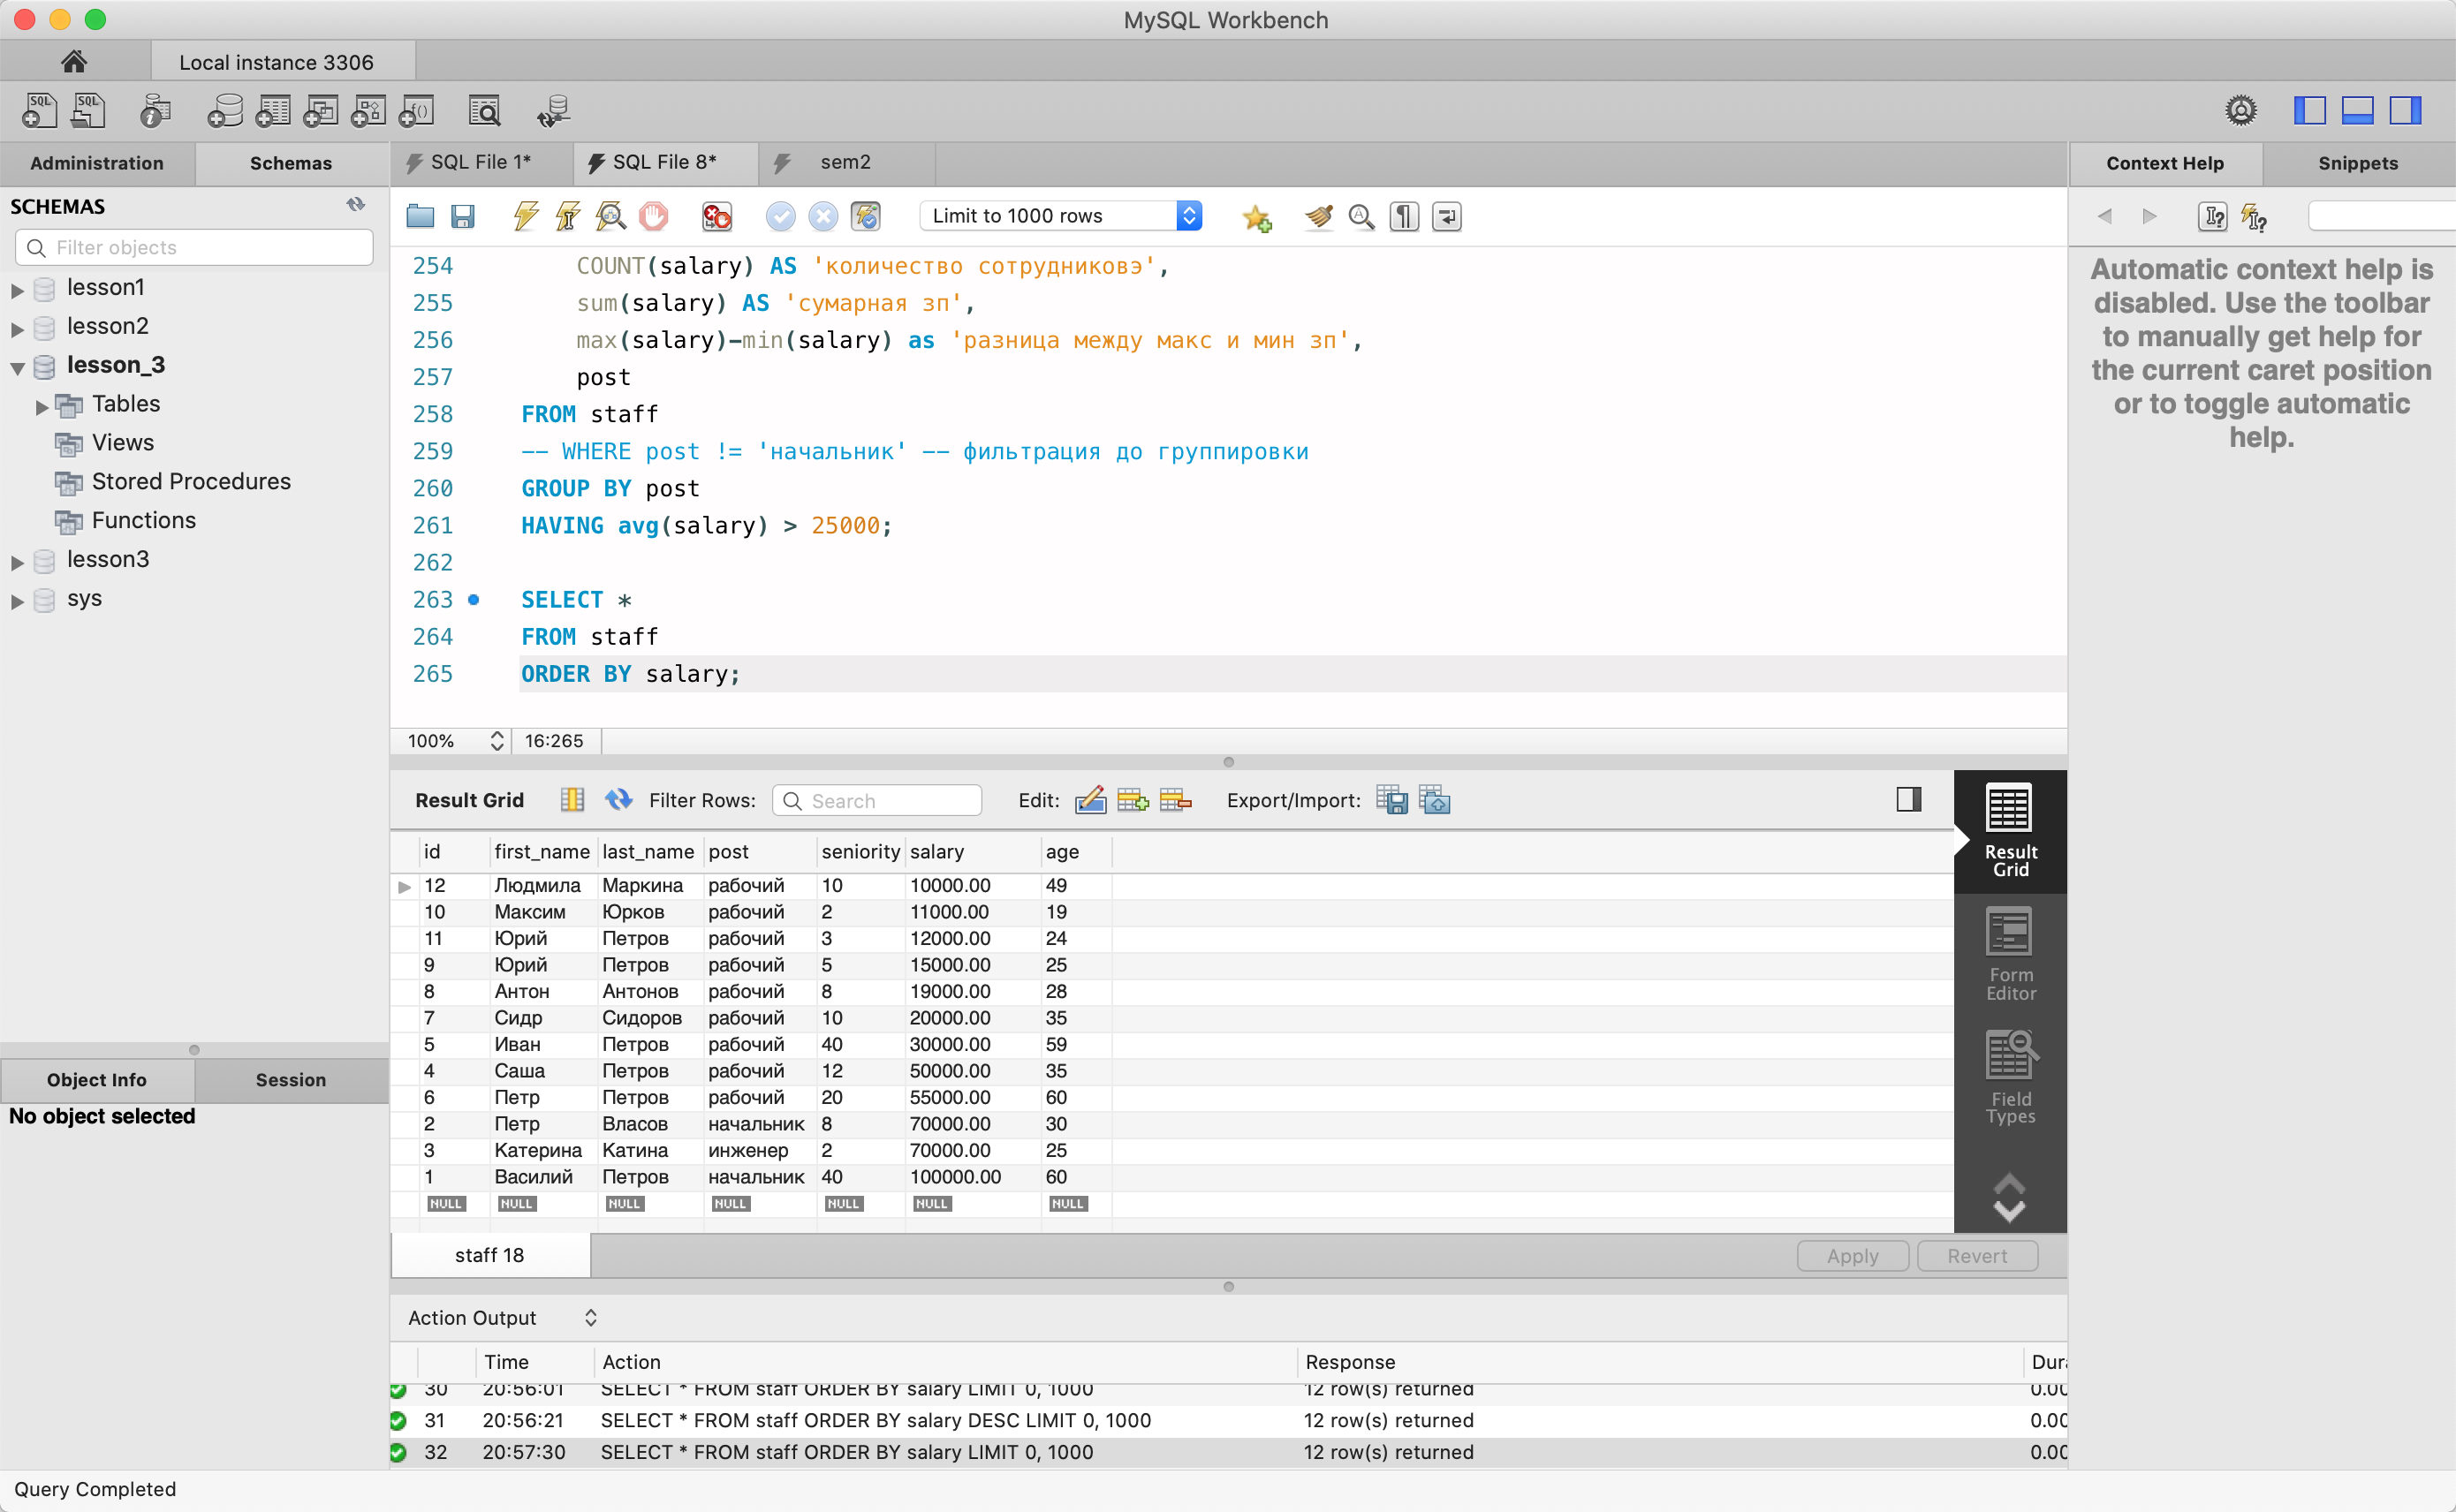 MySQL Workbench
Local instance 3306
Administration Schemas
SQL File 1* SQL File 8* sem2
Context Help Snippets
SCHEMAS
Filter objects
lesson1
lesson2
lesson_3
Tables
Views
Stored Procedures
Functions
lesson3
sys
Limit to 1000 rows
254 COUNT(salary) AS 'количество сотрудниковэ',
255 sum(salary) AS 'сумарная зп',
256 max(salary)-min(salary) as 'разница между макс и мин зп',
257 post
258 FROM staff
259 -- WHERE post != 'начальник' -- фильтрация до группировки
260 GROUP BY post
261 HAVING avg(salary) > 25000;
262
263 SELECT *
264 FROM staff
265 ORDER BY salary;
100% 16:265
Automatic context help is
disabled. Use the toolbar
to manually get help for
the current caret position
or to toggle automatic
help.
Object Info Session
No object selected
Result Grid Filter Rows: Search Edit: Export/Import:
id first_name last_name post seniority salary age
12 Людмила Маркина рабочий 10 10000.00 49
10 Максим Юрков рабочий 2 11000.00 19
11 Юрий Петров рабочий 3 12000.00 24
9 Юрий Петров рабочий 5 15000.00 25
8 Антон Антонов рабочий 8 19000.00 28
7 Сидр Сидоров рабочий 10 20000.00 35
5 Иван Петров рабочий 40 30000.00 59
4 Саша Петров рабочий 12 50000.00 35
6 Петр Петров рабочий 20 55000.00 60
2 Петр Власов начальник 8 70000.00 30
3 Катерина Катина инженер 2 70000.00 25
1 Василий Петров начальник 40 100000.00 60
NULL NULL NULL NULL NULL NULL NULL
Result
Grid
Form
Editor
Field
Types
staff 18 Apply Revert
Action Output
Time Action Response Dura
30 20:56:01 SELECT * FROM staff ORDER BY salary LIMIT 0, 1000 12 row(s) returned 0.00
31 20:56:21 SELECT * FROM staff ORDER BY salary DESC LIMIT 0, 1000 12 row(s) returned 0.00
32 20:57:30 SELECT * FROM staff ORDER BY salary LIMIT 0, 1000 12 row(s) returned 0.00
Query Completed